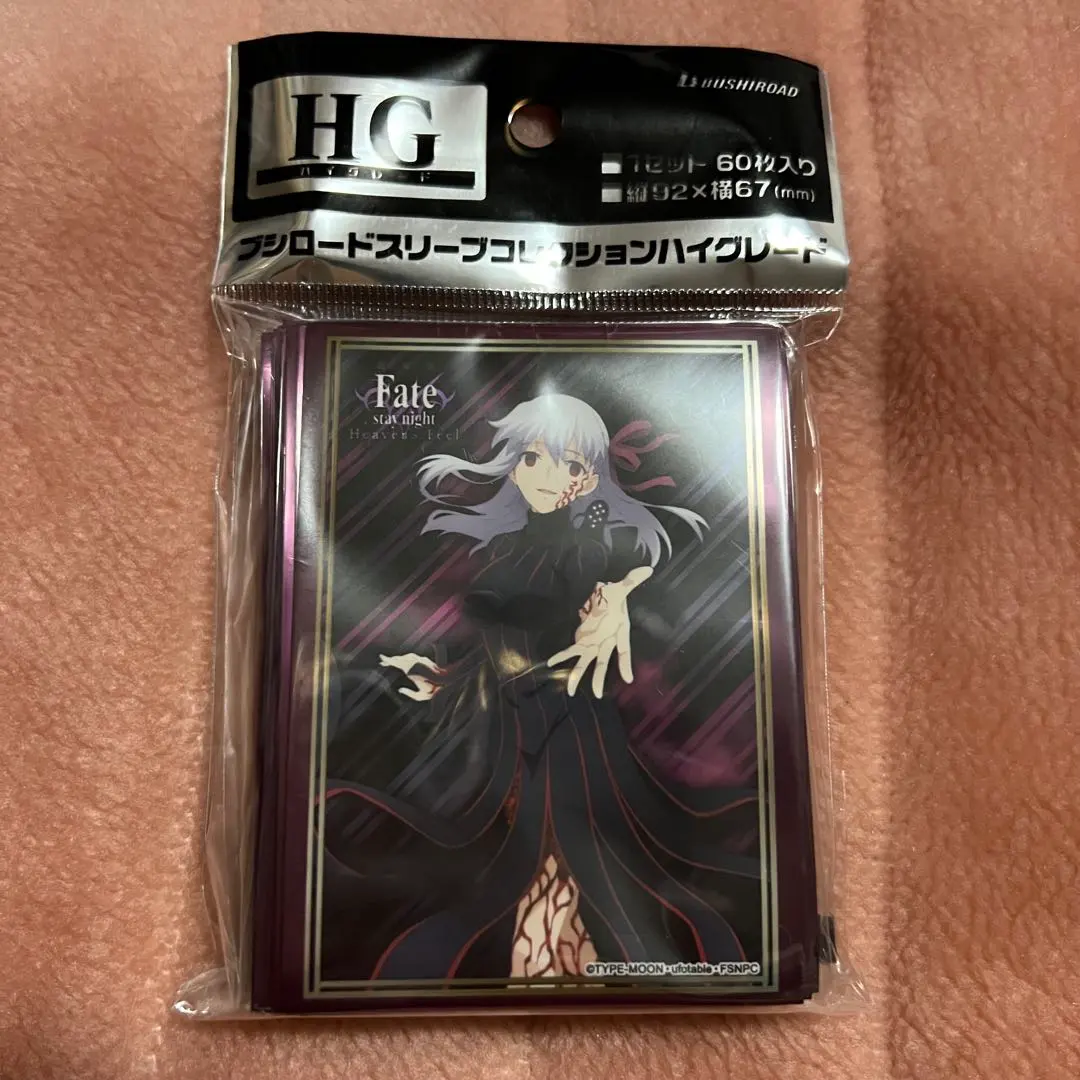 HG
ハイグレード
BUSHIROAD
1セット 60枚入り
縦92×横67(mm)
ブシロードスリーブコレクションハイグレード
Fate
stay night
Heaven's Feel
©TYPE-MOON・ufotable・FSNPC